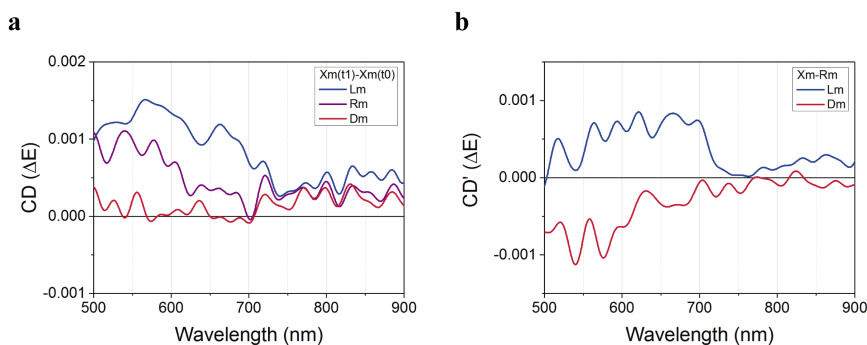 a
0.002
0.001
0.000
-0.001
CD (ΔE)
Xm(t1)-Xm(t0)
Lm
Rm
Dm
500 600 700 800 900
Wavelength (nm)
b
0.001
0.001
0.000
-0.001
CD' (ΔE)
Xm-Rm
Lm
Dm
500 600 700 800 900
Wavelength (nm)